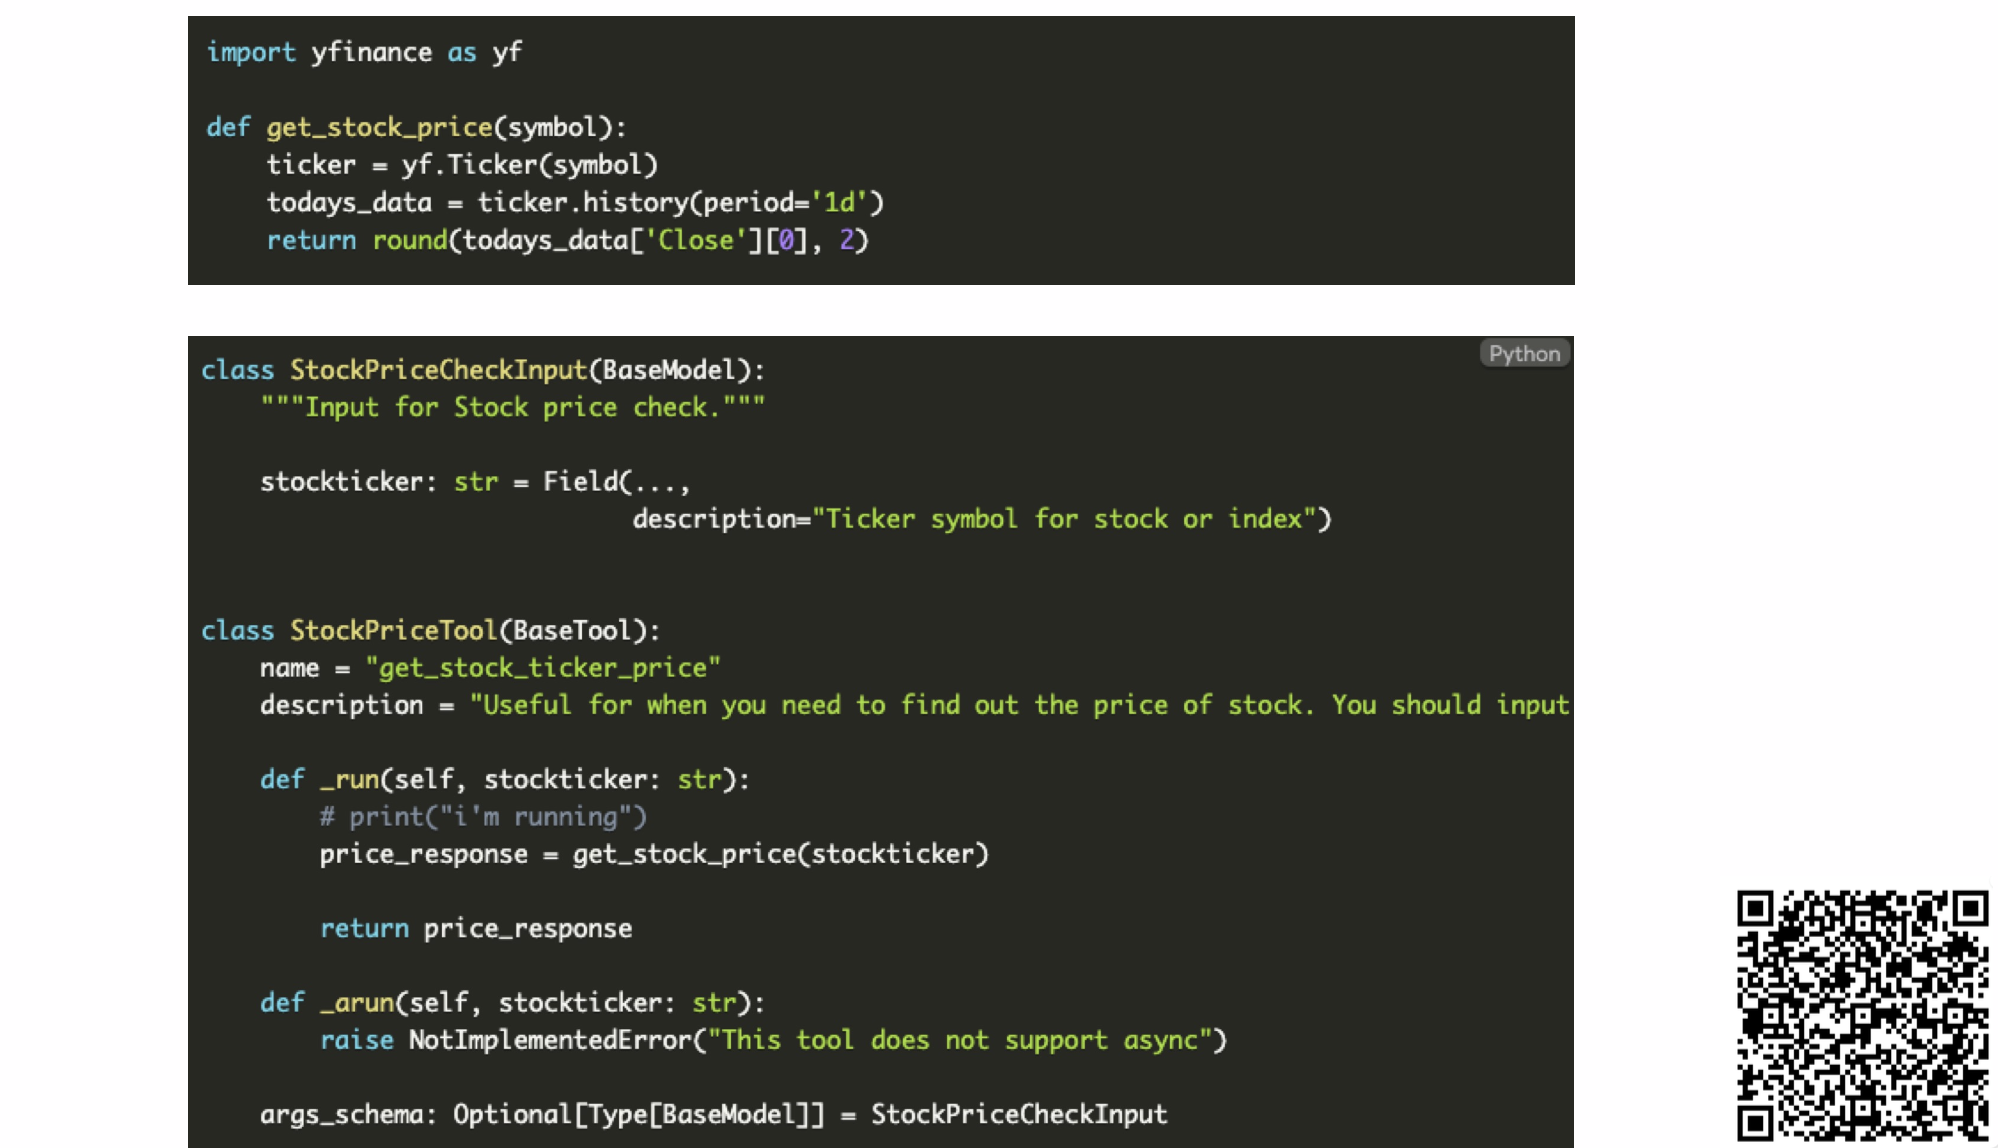 import yfinance as yf
def get_stock_price(symbol):
    ticker = yf.Ticker(symbol)
    todays_data = ticker.history(period='1d')
    return round(todays_data['Close'][0], 2)
Python
class StockPriceCheckInput(BaseModel):
    """Input for Stock price check."""
    stockticker: str = Field(...,
                         description="Ticker symbol for stock or index")
class StockPriceTool(BaseTool):
    name = "get_stock_ticker_price"
    description = "Useful for when you need to find out the price of stock. You should input
    def _run(self, stockticker: str):
        # print("i'm running")
        price_response = get_stock_price(stockticker)
        return price_response
    def _arun(self, stockticker: str):
        raise NotImplementedError("This tool does not support async")
    args_schema: Optional[Type[BaseModel]] = StockPriceCheckInput